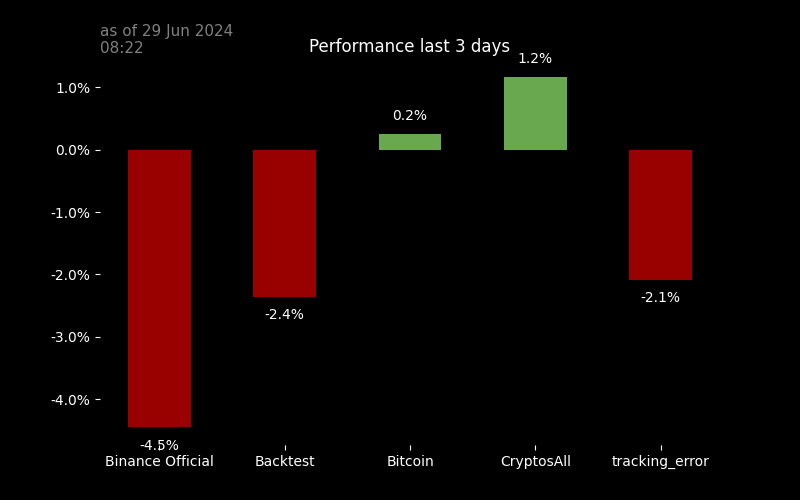 as of 29 Jun 2024
08:22
Performance last 3 days
1.2%
1.0%
0.2%
0.0%
-1.0%
-2.0%
-2.1%
-2.4%
-3.0%
-4.0%
-4.5%
Binance Official
Backtest
Bitcoin
CryptosAll
tracking_error